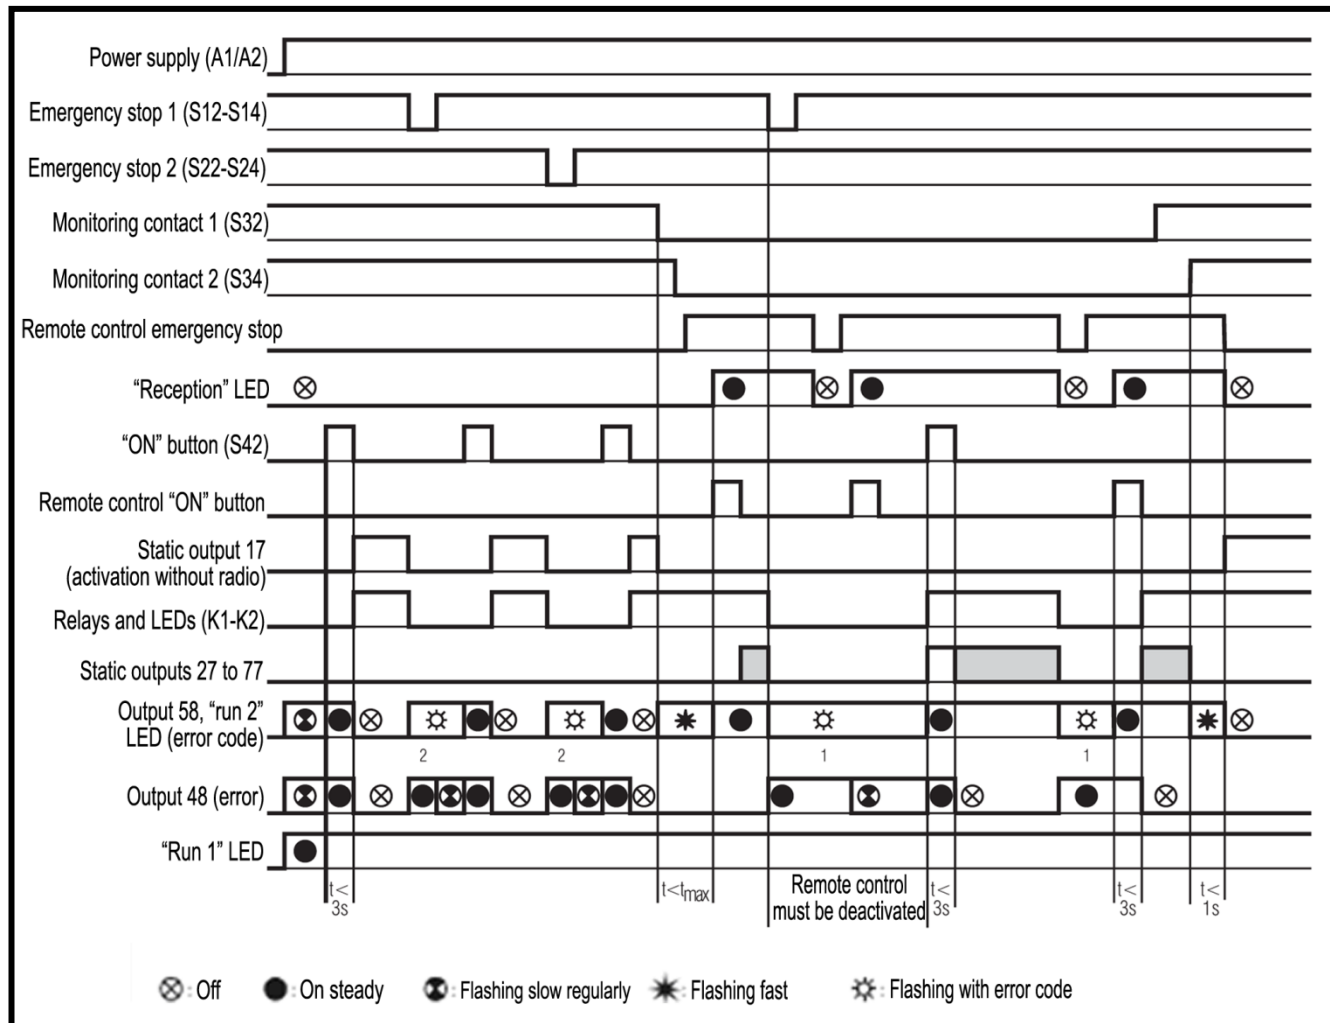 Power supply (A1/A2)
Emergency stop 1 (S12-S14)
Emergency stop 2 (S22-S24)
Monitoring contact 1 (S32)
Monitoring contact 2 (S34)
Remote control emergency stop
“Reception” LED
“ON” button (S42)
Remote control “ON” button
Static output 17
(activation without radio)
Relays and LEDs (K1-K2)
Static outputs 27 to 77
Output 58, “run 2”
LED (error code)
2 2 1 1
Output 48 (error)
“Run 1” LED
t<
3s
t<tmax
Remote control
must be deactivated
t<
3s
t<
3s
t<
1s
: Off
: On steady
: Flashing slow regularly
: Flashing fast
: Flashing with error code